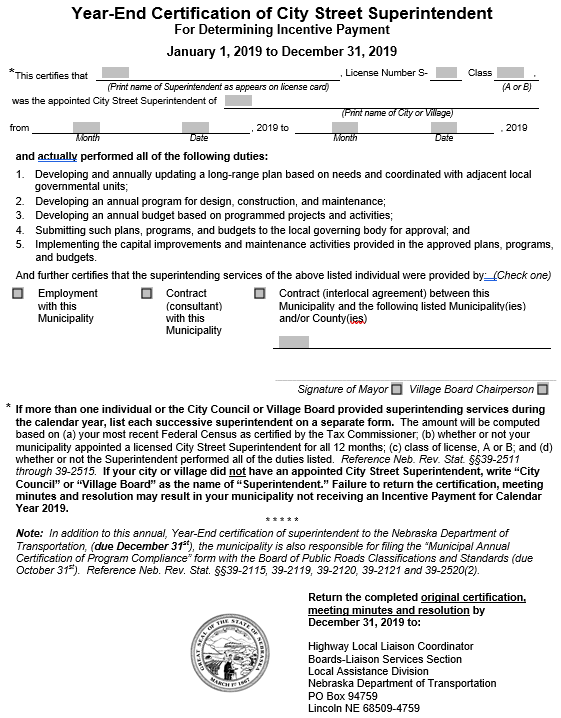 Year-End Certification of City Street Superintendent
For Determining Incentive Payment
January 1, 2019 to December 31, 2019
*This certifies that , License Number S- Class .
(Print name of Superintendent as appears on license card) (A or B)
was the appointed City Street Superintendent of
(Print name of City or Village)
from , 2019 to , 2019
Month Date Month Date
and actually performed all of the following duties:
1. Developing and annually updating a long-range plan based on needs and coordinated with adjacent local
governmental units;
2. Developing an annual program for design, construction, and maintenance;
3. Developing an annual budget based on programmed projects and activities;
4. Submitting such plans, programs, and budgets to the local governing body for approval; and
5. Implementing the capital improvements and maintenance activities provided in the approved plans, programs,
and budgets.
And further certifies that the superintending services of the above listed individual were provided by: (Check one)
Employment Contract Contract (interlocal agreement) between this
with this (consultant) Municipality and the following listed Municipality(ies)
Municipality with this and/or County(ies)
Municipality
Signature of Mayor Village Board Chairperson
* If more than one individual or the City Council or Village Board provided superintending services during
the calendar year, list each successive superintendent on a separate form. The amount will be computed
based on (a) your most recent Federal Census as certified by the Tax Commissioner; (b) whether or not your
municipality appointed a licensed City Street Superintendent for all 12 months; (c) class of license, A or B; and (d)
whether or not the Superintendent performed all of the duties listed. Reference Neb. Rev. Stat. §§39-2511
through 39-2515. If your city or village did not have an appointed City Street Superintendent, write “City
Council” or “Village Board” as the name of “Superintendent.” Failure to return the certification, meeting
minutes and resolution may result in your municipality not receiving an Incentive Payment for Calendar
Year 2019.
* * * * *
Note: In addition to this annual, Year-End certification of superintendent to the Nebraska Department of
Transportation, (due December 31st), the municipality is also responsible for filing the “Municipal Annual
Certification of Program Compliance” form with the Board of Public Roads Classifications and Standards (due
October 31st). Reference Neb. Rev. Stat. §§39-2115, 39-2119, 39-2120, 39-2121 and 39-2520(2).
Return the completed original certification,
meeting minutes and resolution by
December 31, 2019 to:
GREAT SEAL OF THE STATE OF NEBRASKA
MARCH 1ST 1867
Highway Local Liaison Coordinator
Boards-Liaison Services Section
Local Assistance Division
Nebraska Department of Transportation
PO Box 94759
Lincoln NE 68509-4759